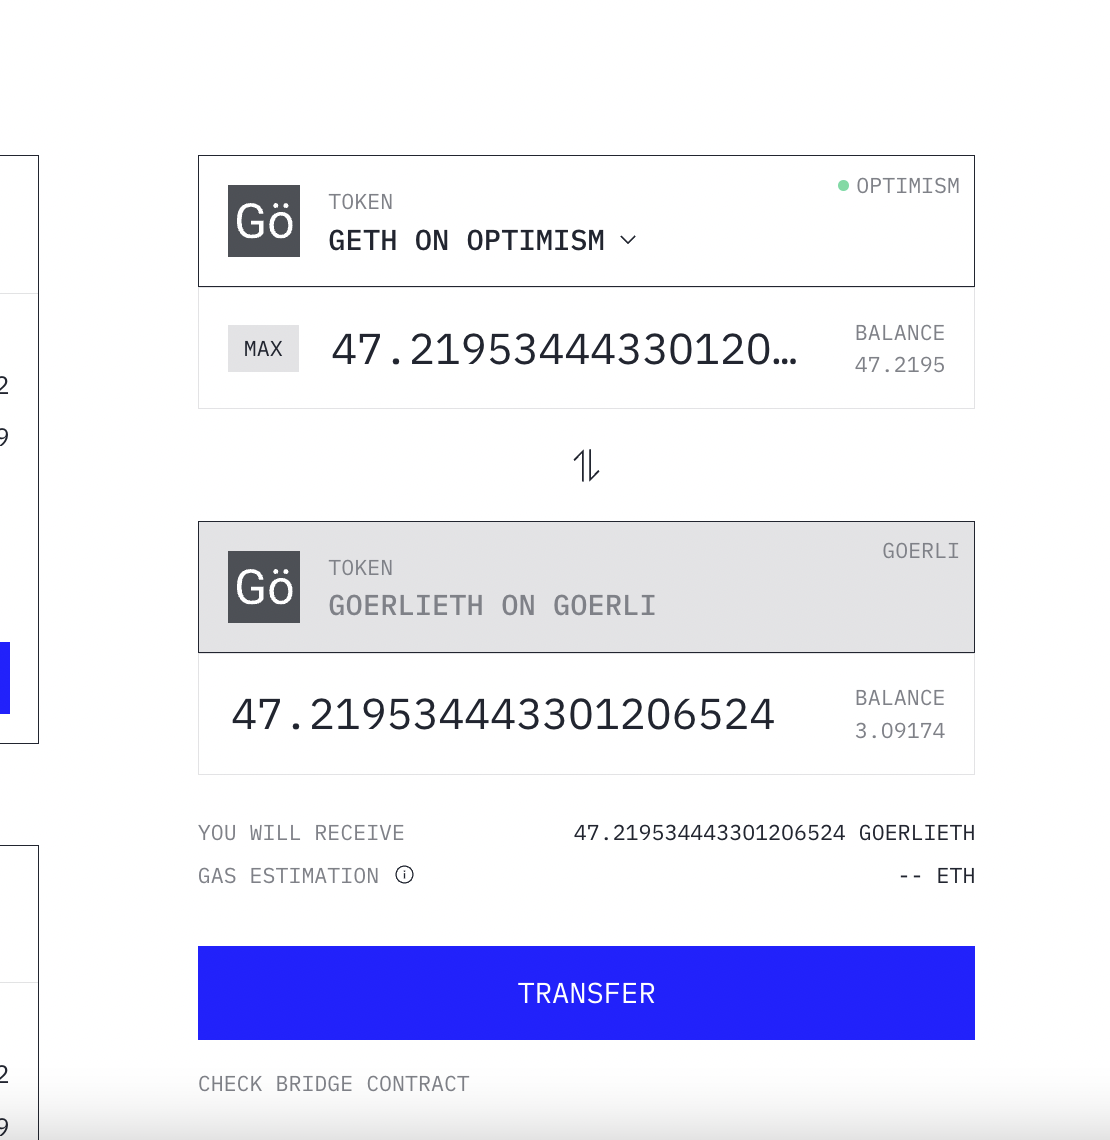 OPTIMISM
Gö
TOKEN
GETH ON OPTIMISM
MAX
47.21953444330120…
BALANCE
47.2195
2
9
GOERLI
Gö
TOKEN
GOERLIETH ON GOERLI
47.219534443301206524
BALANCE
3.09174
YOU WILL RECEIVE 47.219534443301206524 GOERLIETH
GAS ESTIMATION -- ETH
TRANSFER
CHECK BRIDGE CONTRACT
2
9